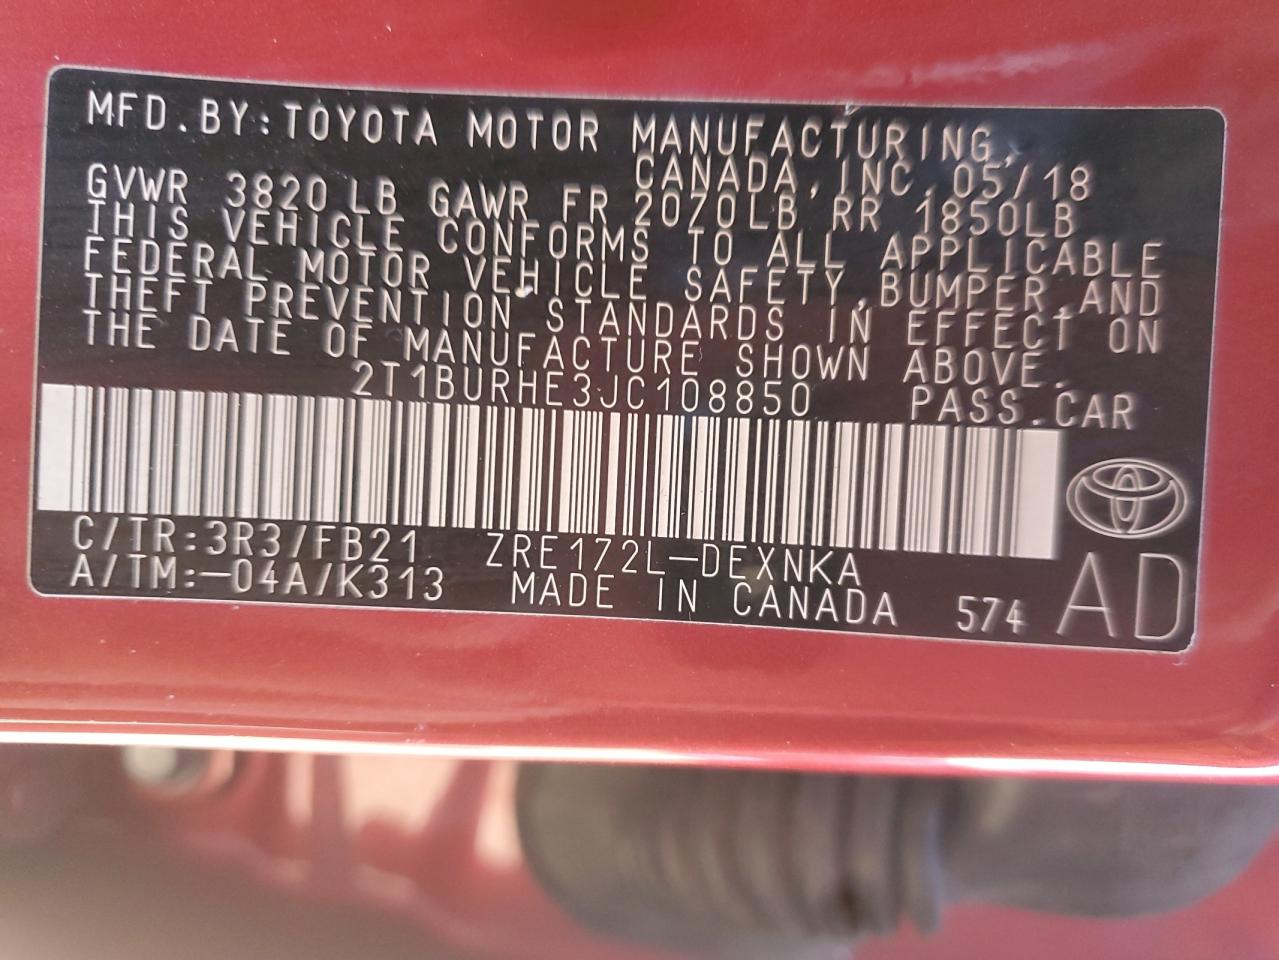 MFD.BY:TOYOTA MOTOR MANUFACTURING,
CANADA,INC. 05/18
GVWR 3820 LB GAWR FR 2070LB RR 1850LB
THIS VEHICLE CONFORMS TO ALL APPLICABLE
FEDERAL MOTOR VEHICLE SAFETY,BUMPER,AND
THEFT PREVENTION STANDARDS IN EFFECT ON
THE DATE OF MANUFACTURE SHOWN ABOVE.
2T1BURHE3JC108850 PASS.CAR
C/TR:3R3/FB21 ZRE172L-DEXNKA
A/TM:-04A/K313 MADE IN CANADA 574 AD